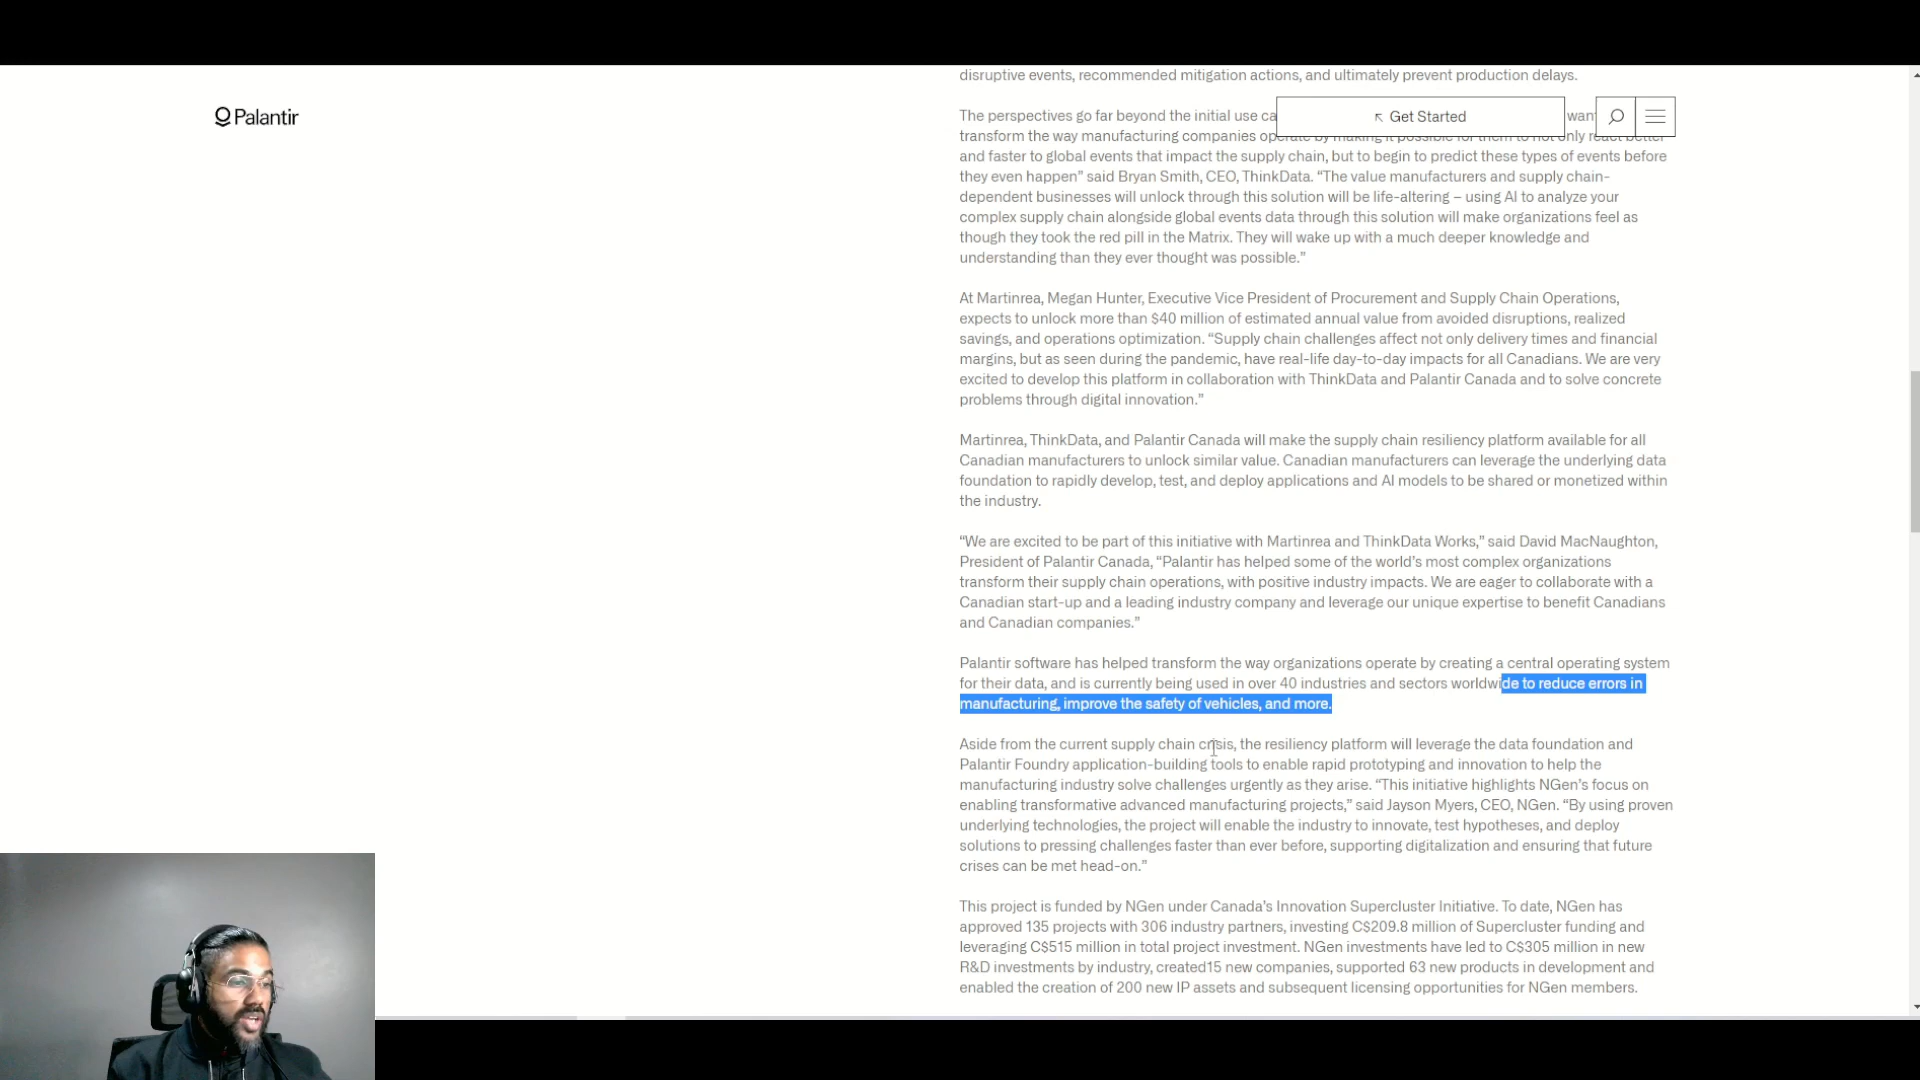 disruptive events, recommended mitigation actions, and ultimately prevent production delays.
Palantir
Get Started
The perspectives go far beyond the initial use ca
transform the way manufacturing companies operate by making it possible for them to not only react better
and faster to global events that impact the supply chain, but to begin to predict these types of events before
they even happen” said Bryan Smith, CEO, ThinkData. “The value manufacturers and supply chain-
dependent businesses will unlock through this solution will be life-altering – using AI to analyze your
complex supply chain alongside global events data through this solution will make organizations feel as
though they took the red pill in the Matrix. They will wake up with a much deeper knowledge and
understanding than they ever thought was possible.”
At Martinrea, Megan Hunter, Executive Vice President of Procurement and Supply Chain Operations,
expects to unlock more than $40 million of estimated annual value from avoided disruptions, realized
savings, and operations optimization. “Supply chain challenges affect not only delivery times and financial
margins, but as seen during the pandemic, have real-life day-to-day impacts for all Canadians. We are very
excited to develop this platform in collaboration with ThinkData and Palantir Canada and to solve concrete
problems through digital innovation.”
Martinrea, ThinkData, and Palantir Canada will make the supply chain resiliency platform available for all
Canadian manufacturers to unlock similar value. Canadian manufacturers can leverage the underlying data
foundation to rapidly develop, test, and deploy applications and AI models to be shared or monetized within
the industry.
“We are excited to be part of this initiative with Martinrea and ThinkData Works,” said David MacNaughton,
President of Palantir Canada, “Palantir has helped some of the world’s most complex organizations
transform their supply chain operations, with positive industry impacts. We are eager to collaborate with a
Canadian start-up and a leading industry company and leverage our unique expertise to benefit Canadians
and Canadian companies.”
Palantir software has helped transform the way organizations operate by creating a central operating system
for their data, and is currently being used in over 40 industries and sectors worldwide to reduce errors in
manufacturing, improve the safety of vehicles, and more.
Aside from the current supply chain crisis, the resiliency platform will leverage the data foundation and
Palantir Foundry application-building tools to enable rapid prototyping and innovation to help the
manufacturing industry solve challenges urgently as they arise. “This initiative highlights NGen’s focus on
enabling transformative advanced manufacturing projects,” said Jayson Myers, CEO, NGen. “By using proven
underlying technologies, the project will enable the industry to innovate, test hypotheses, and deploy
solutions to pressing challenges faster than ever before, supporting digitalization and ensuring that future
crises can be met head-on.”
This project is funded by NGen under Canada’s Innovation Supercluster Initiative. To date, NGen has
approved 135 projects with 306 industry partners, investing C$209.8 million of Supercluster funding and
leveraging C$515 million in total project investment. NGen investments have led to C$305 million in new
R&D investments by industry, created15 new companies, supported 63 new products in development and
enabled the creation of 200 new IP assets and subsequent licensing opportunities for NGen members.